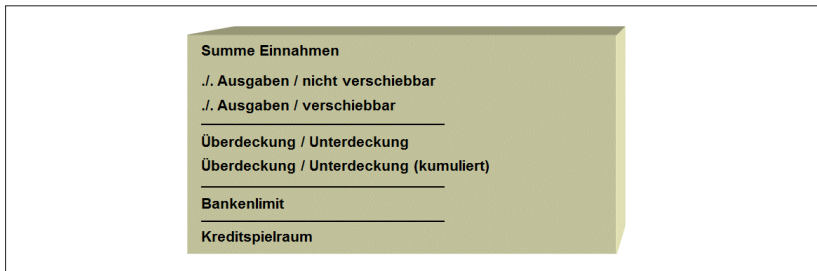 Summe Einnahmen
./. Ausgaben / nicht verschiebbar
./. Ausgaben / verschiebbar
Überdeckung / Unterdeckung
Überdeckung / Unterdeckung (kumuliert)
Bankenlimit
Kreditspielraum